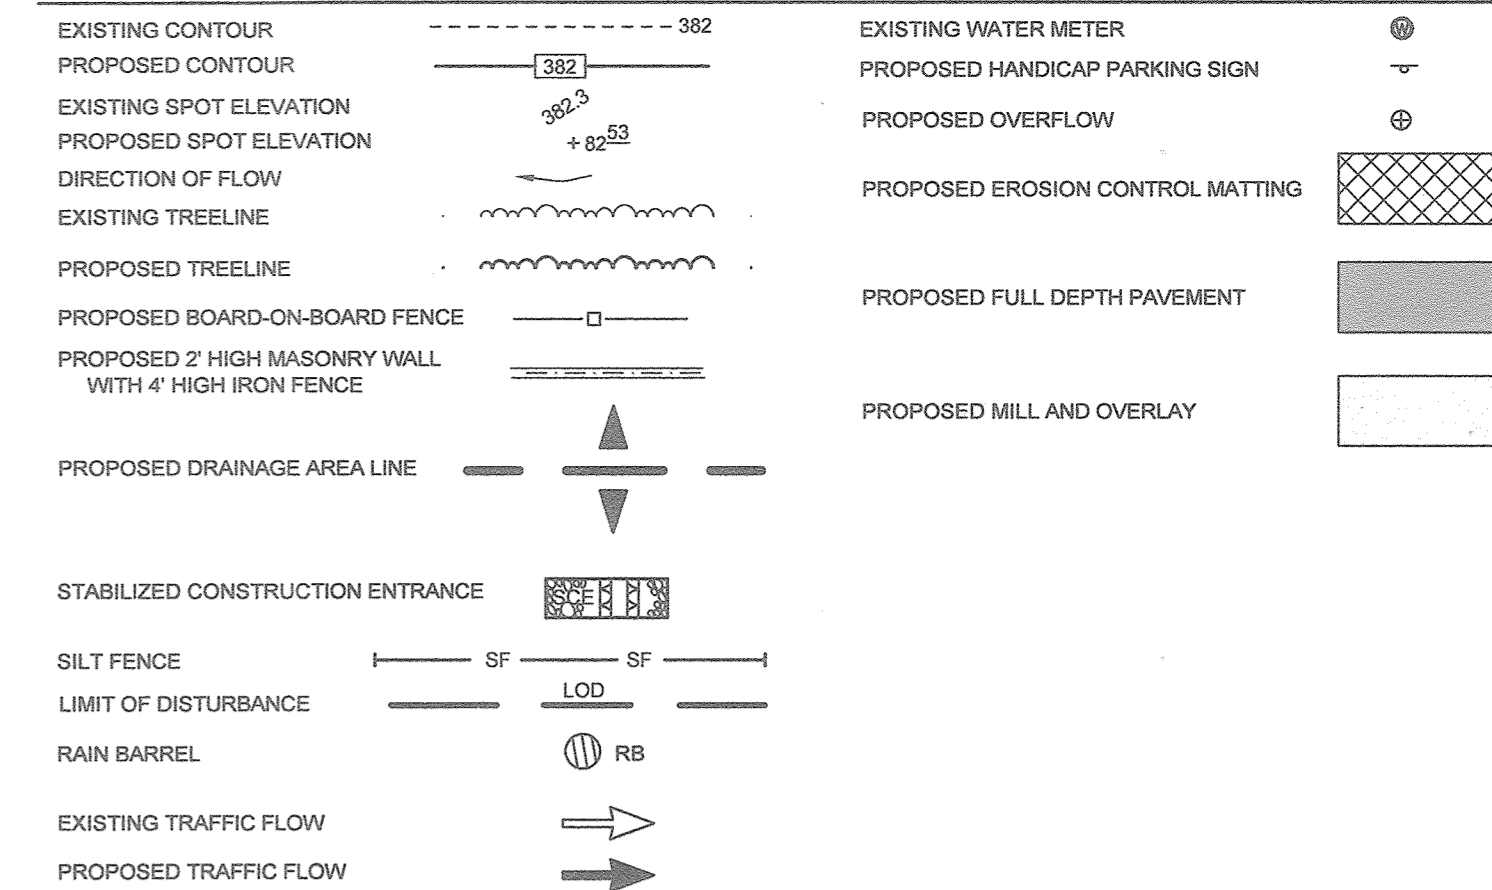 EXISTING CONTOUR 382
PROPOSED CONTOUR 382
EXISTING SPOT ELEVATION 382.3
PROPOSED SPOT ELEVATION + 82 53
DIRECTION OF FLOW
EXISTING TREELINE
PROPOSED TREELINE
PROPOSED BOARD-ON-BOARD FENCE
PROPOSED 2' HIGH MASONRY WALL
WITH 4' HIGH IRON FENCE
PROPOSED DRAINAGE AREA LINE
STABILIZED CONSTRUCTION ENTRANCE SCE
SILT FENCE SF SF
LIMIT OF DISTURBANCE LOD
RAIN BARREL RB
EXISTING TRAFFIC FLOW
PROPOSED TRAFFIC FLOW
EXISTING WATER METER W
PROPOSED HANDICAP PARKING SIGN
PROPOSED OVERFLOW
PROPOSED EROSION CONTROL MATTING
PROPOSED FULL DEPTH PAVEMENT
PROPOSED MILL AND OVERLAY